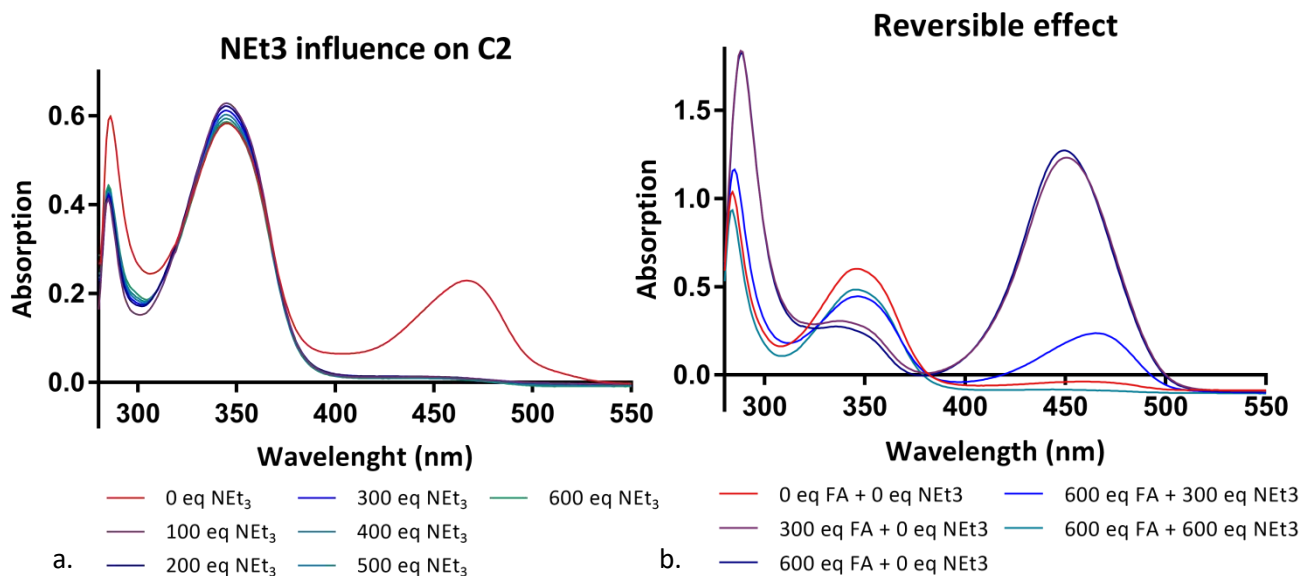 NEt3 influence on C2
Absorption
0.6
0.4
0.2
0.0
300 350 400 450 500 550
Wavelenght (nm)
0 eq NEt₃
300 eq NEt₃
600 eq NEt₃
100 eq NEt₃
400 eq NEt₃
200 eq NEt₃
500 eq NEt₃
a.
Reversible effect
Absorption
1.5
1.0
0.5
0.0
300 350 400 450 500 550
Wavelength (nm)
0 eq FA + 0 eq NEt3
600 eq FA + 300 eq NEt3
300 eq FA + 0 eq NEt3
600 eq FA + 600 eq NEt3
600 eq FA + 0 eq NEt3
b.